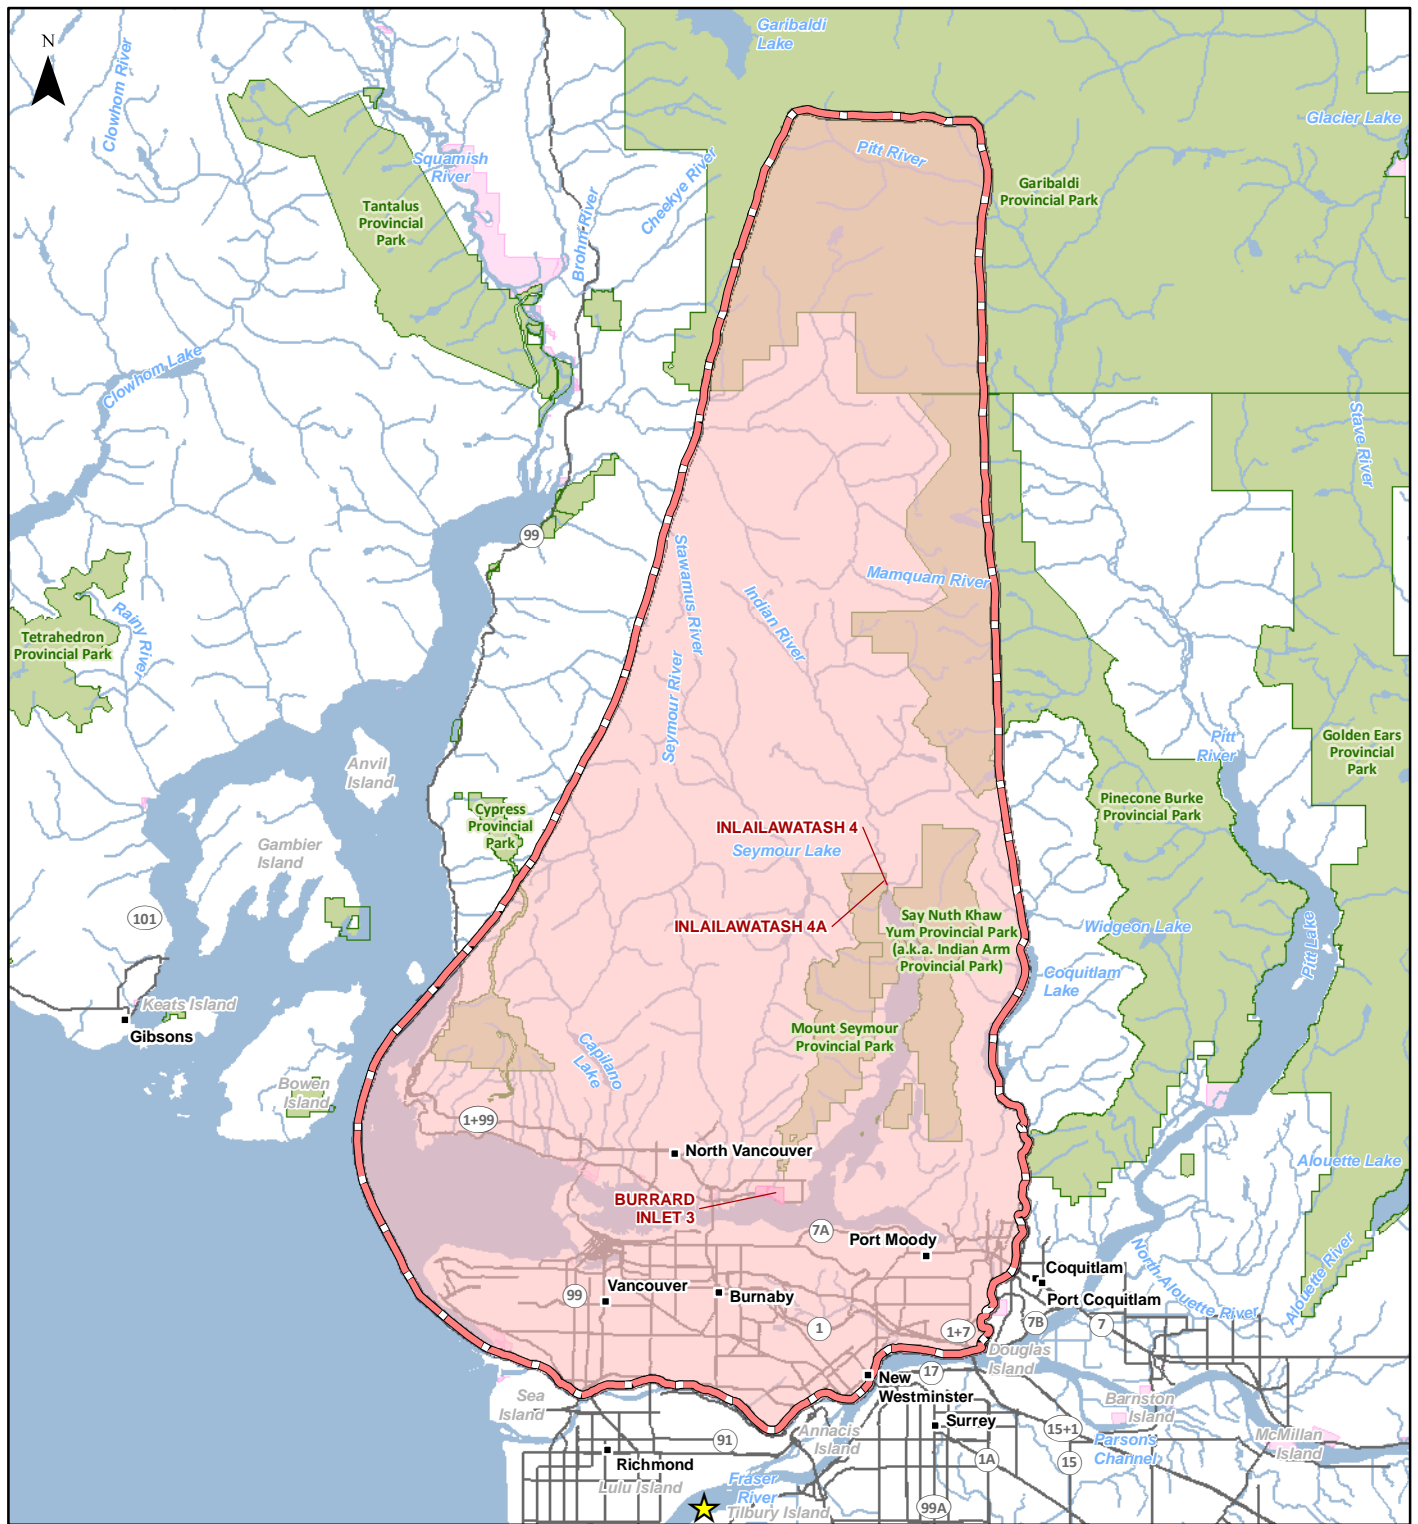 N
Garibaldi
Lake
Clowhom River
Glacier Lake
Squamish
River
Pitt River
Cheekye River
Brohm River
Garibaldi
Provincial Park
Tantalus
Provincial
Park
Clowhom Lake
Stave River
99
Stawamus River
Mamquam River
Indian River
Rainy River
Tetrahedron
Provincial Park
Seymour River
Pitt
River
Golden Ears
Provincial
Park
Anvil
Island
Pinecone Burke
Provincial Park
Cypress
Provincial
Park
INLAILAWATASH 4
Seymour Lake
Gambier
Island
101
INLAILAWATASH 4A
Say Nuth Khaw
Yum Provincial Park
(a.k.a. Indian Arm
Provincial Park)
Widgeon Lake
Pitt Lake
Coquitlam
Lake
Keats Island
Gibsons
Mount Seymour
Provincial Park
Capilano
Lake
Bowen
Island
1+99
North Vancouver
Alouette Lake
BURRARD
INLET 3
7A
Port Moody
North Alouette River
Alouette River
Coquitlam
Port Coquitlam
Vancouver
99
Burnaby
1
1+7
7B
7
Douglas
Island
17
New
Westminster
Sea
Island
Barnston
Island
Surrey
Annacis
Island
15+1
McMillan
Island
91
Parsons
Channel
Richmond
1A
15
Lulu Island
Fraser
River
Tilbury Island
99A